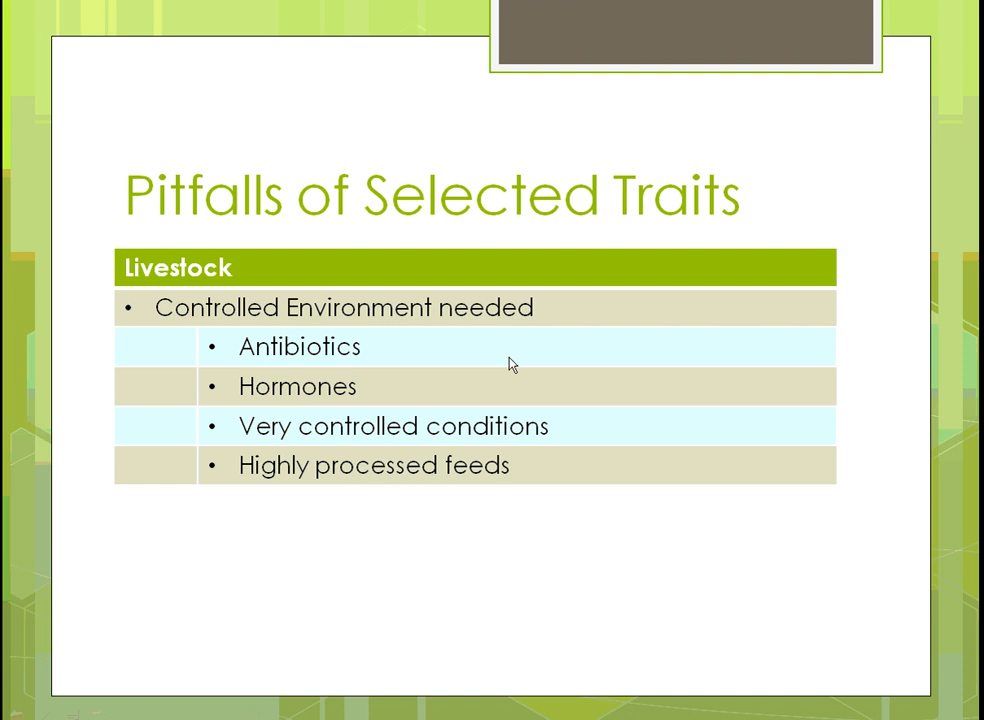 Pitfalls of Selected Traits
Livestock
• Controlled Environment needed
• Antibiotics
• Hormones
• Very controlled conditions
• Highly processed feeds